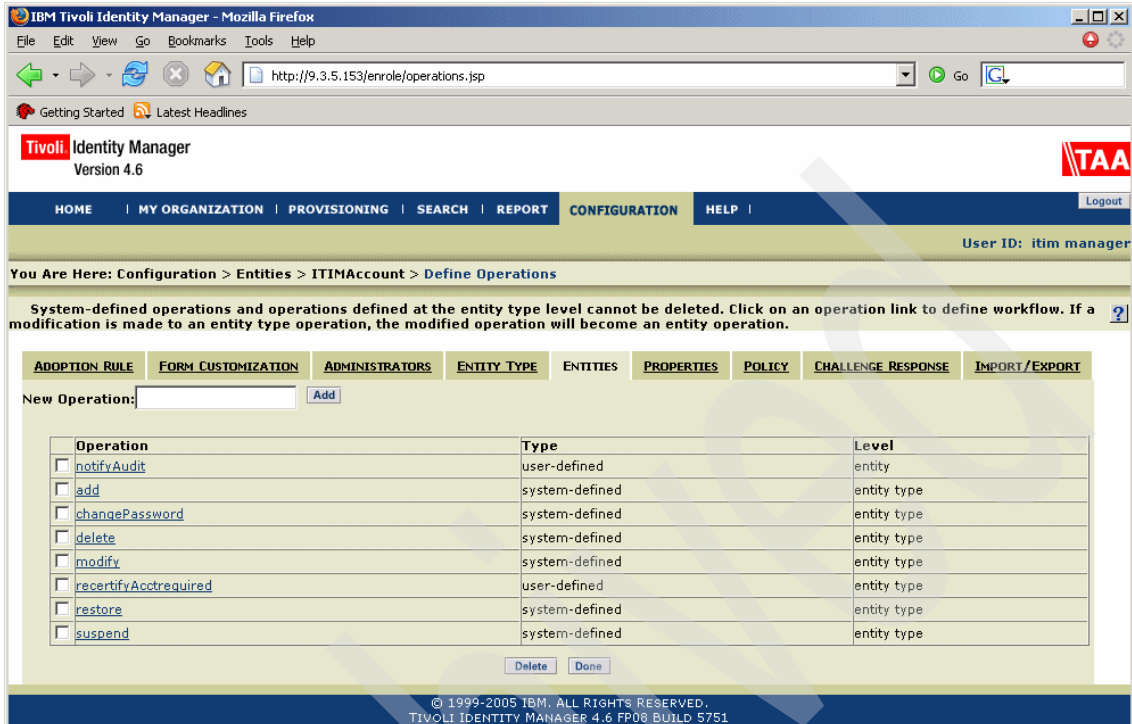 IBM Tivoli Identity Manager - Mozilla Firefox
File Edit View Go Bookmarks Tools Help
http://9.3.5.153/enrole/operations.jsp Go G
Getting Started Latest Headlines
Tivoli Identity Manager
Version 4.6
TAA
HOME | MY ORGANIZATION | PROVISIONING | SEARCH | REPORT CONFIGURATION HELP | Logout
User ID: itim manager
You Are Here: Configuration > Entities > ITIMAccount > Define Operations
System-defined operations and operations defined at the entity type level cannot be deleted. Click on an operation link to define workflow. If a
modification is made to an entity type operation, the modified operation will become an entity operation.
?
ADOPTION RULE FORM CUSTOMIZATION ADMINISTRATORS ENTITY TYPE ENTITIES PROPERTIES POLICY CHALLENGE RESPONSE IMPORT/EXPORT
New Operation: Add
Operation Type Level
notifyAudit user-defined entity
add system-defined entity type
changePassword system-defined entity type
delete system-defined entity type
modify system-defined entity type
recertifyAcctrequired user-defined entity type
restore system-defined entity type
suspend system-defined entity type
Delete Done
© 1999-2005 IBM. ALL RIGHTS RESERVED.
TIVOLI IDENTITY MANAGER 4.6 FP08 BUILD 5751